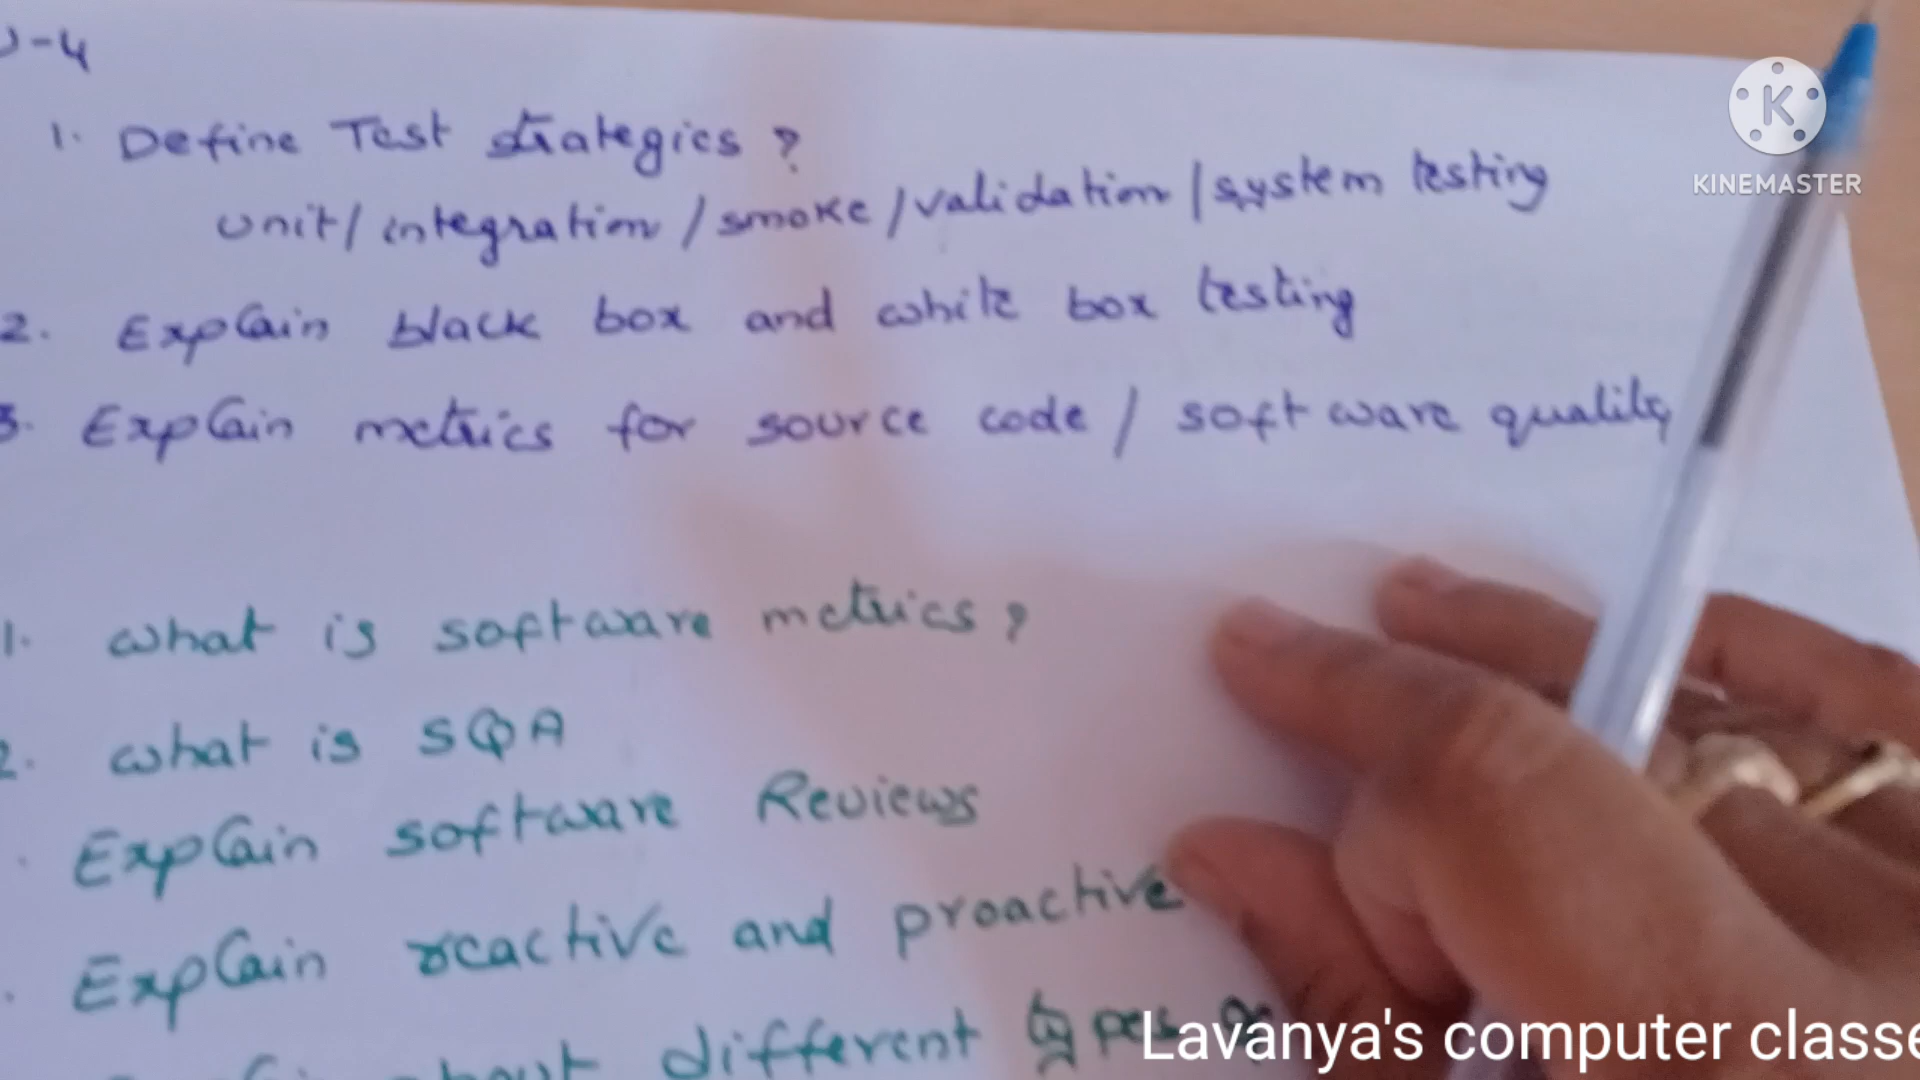 U-4
1. Define Test strategies ?
unit/ integration / smoke / validation / system testing
2. Explain black box and white box testing
3. Explain metrics for source code / software quality
1. what is software metrics ?
2. what is SQA
Explain software Reviews
Explain reactive and proactive
about different types
KINEMASTER
Lavanya's computer classe